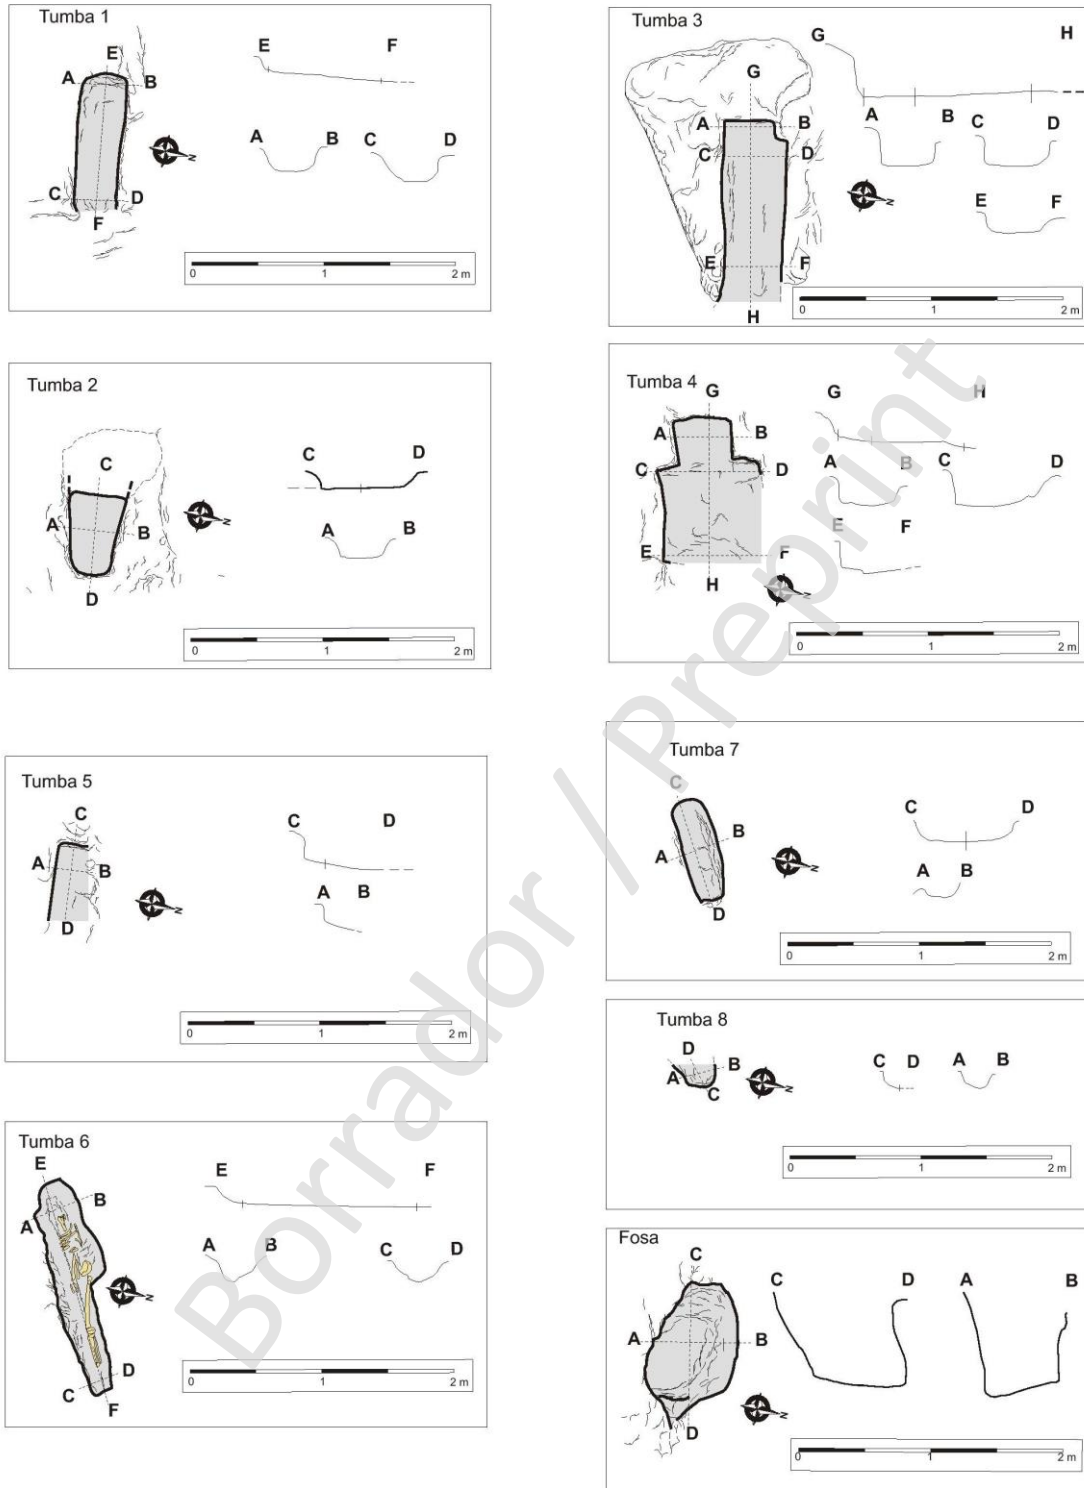 Tumba 1
E
A B
C D
F
N
E F
A B C D
0 1 2 m
Tumba 3
G
A B
C D
E F
H
N
G H
A B C D
E F
0 1 2 m
Tumba 2
C
A B
D
N
C D
A B
0 1 2 m
Tumba 4
G
A B
C D
E F
H
N
G H
A B C D
E F
0 1 2 m
Tumba 5
C
A B
D
N
C D
A B
0 1 2 m
Tumba 7
C
B
A
D
N
C D
A B
0 1 2 m
Tumba 8
D
B
A
C
N
C D A B
0 1 2 m
Tumba 6
E
B
A
D
C
F
N
E F
A B C D
0 1 2 m
Fosa
C
A B
D
N
C D A B
0 1 2 m
Borrador / Preprint